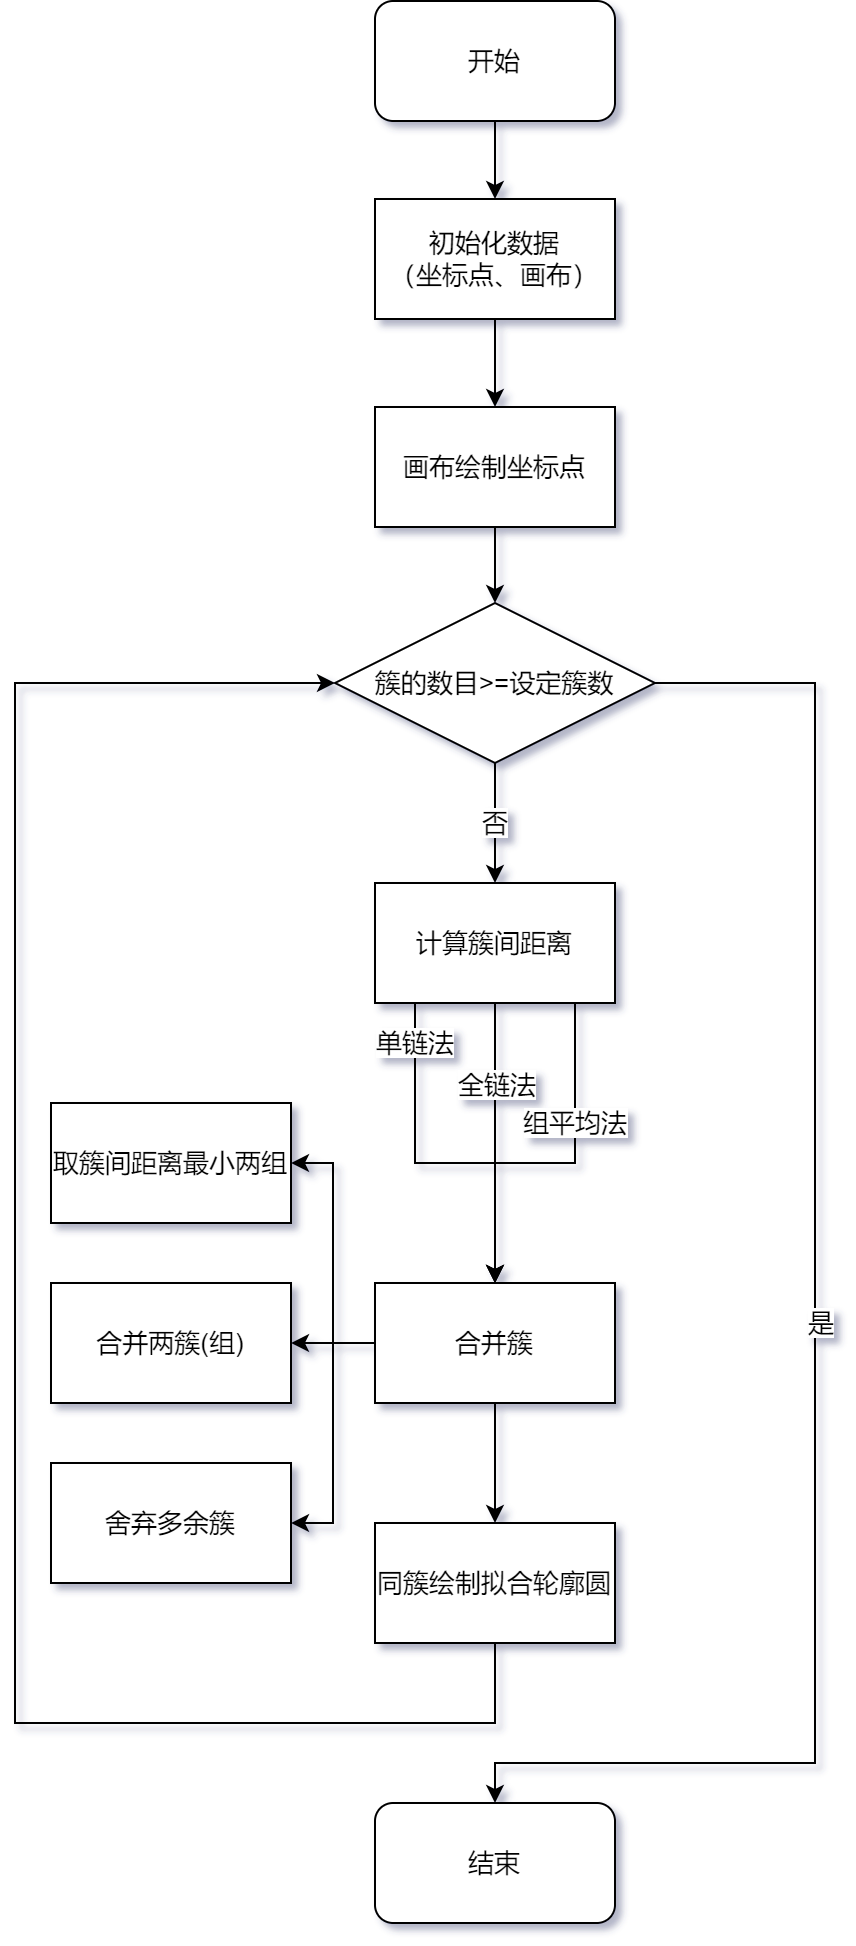 开始
初始化数据
（坐标点、画布）
画布绘制坐标点
簇的数目>=设定簇数
否
计算簇间距离
单链法
全链法
组平均法
取簇间距离最小两组
合并两簇(组)
合并簇
是
舍弃多余簇
同簇绘制拟合轮廓圆
结束